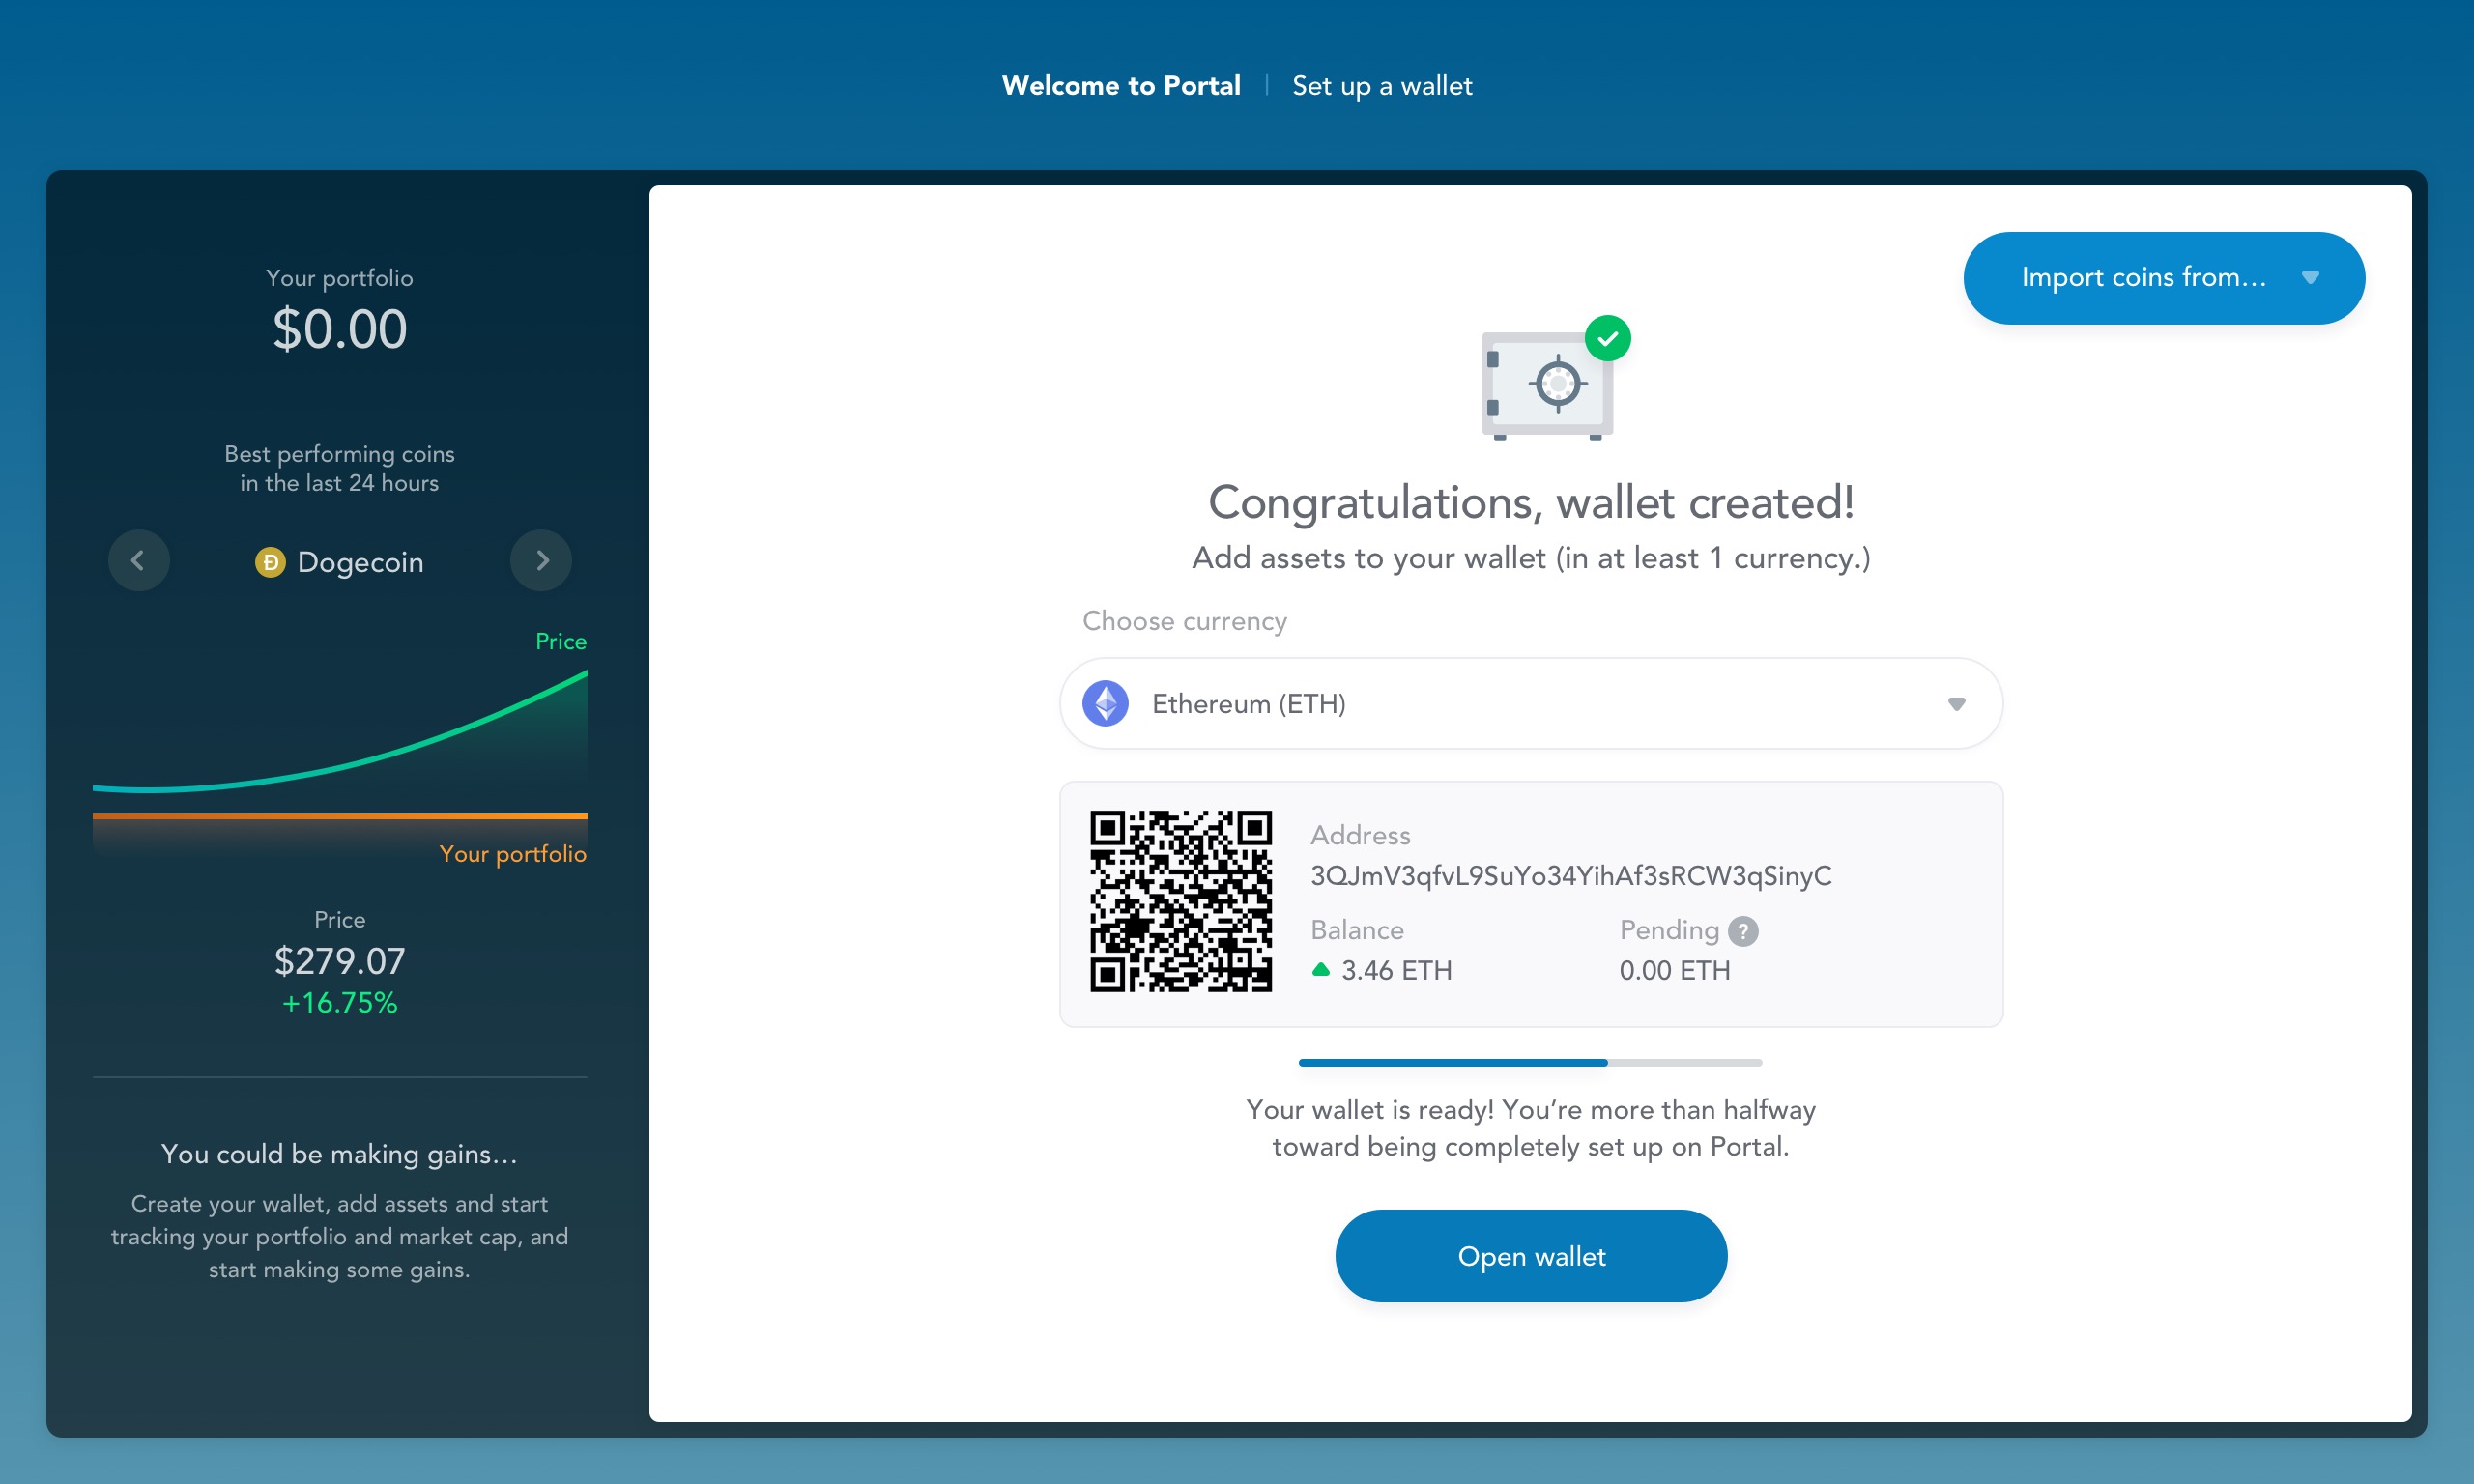 Welcome to Portal
Set up a wallet
Your portfolio
$0.00
Best performing coins
in the last 24 hours
Dogecoin
Price
Your portfolio
Price
$279.07
+16.75%
You could be making gains...
Create your wallet, add assets and start
tracking your portfolio and market cap, and
start making some gains.
Import coins from...
Congratulations, wallet created!
Add assets to your wallet (in at least 1 currency.)
Choose currency
Ethereum (ETH)
Address
3QJmV3qfvL9SuYo34YihAf3sRCW3qSinyC
Balance
3.46 ETH
Pending ?
0.00 ETH
Your wallet is ready! You’re more than halfway
toward being completely set up on Portal.
Open wallet